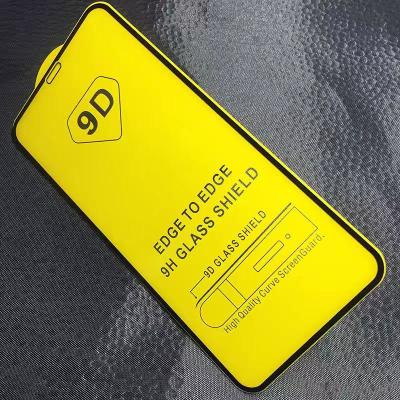 9D
EDGE TO EDGE
9H GLASS SHIELD
9D GLASS SHIELD
High Quality Curve ScreenGuard.